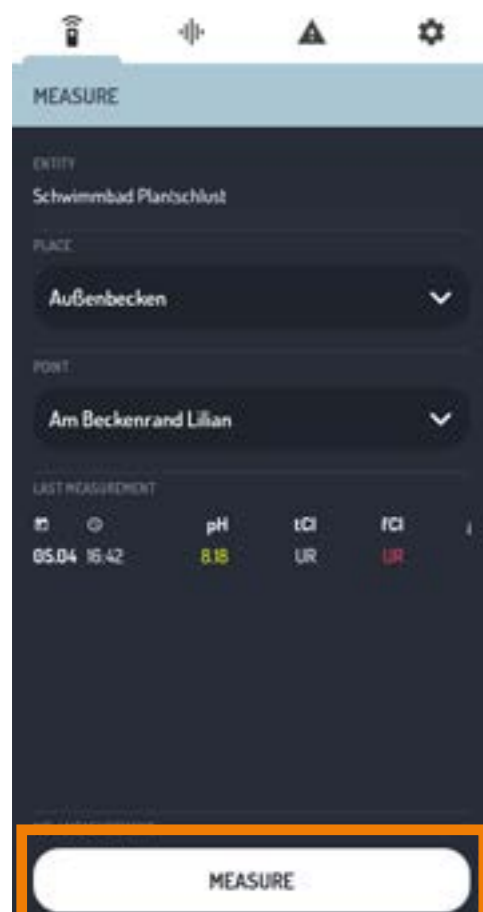 MEASURE
ENTITY
Schwimmbad Plantschlust
PLACE
Außenbecken
POINT
Am Beckenrand Lilian
LAST MEASUREMENT
pH tCl fCl
05.04 16:42 8.18 UR UR
MEASURE